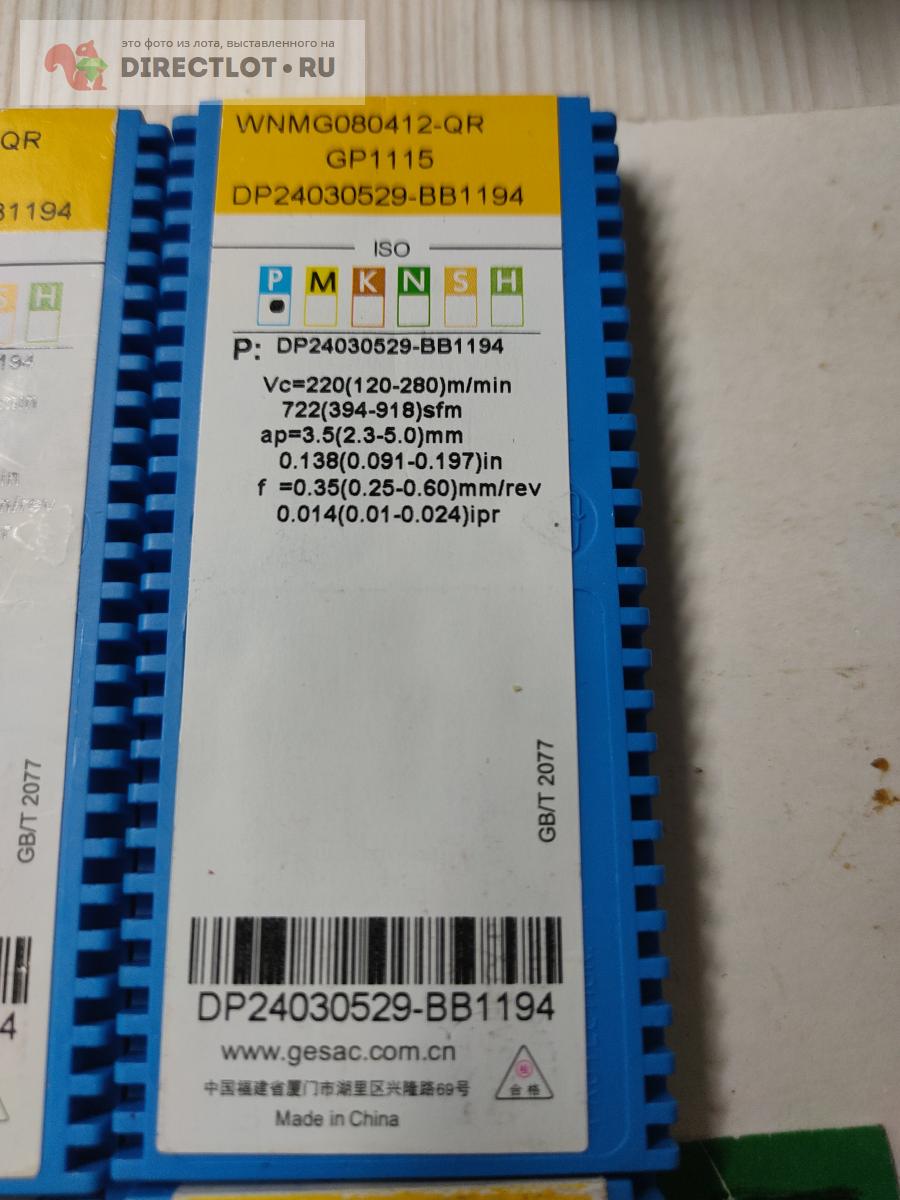 это фото из лота, выставленного на
DIRECTLOT•RU
QR
B1194
S H
194
GB/T 2077
4
WNMG080412-QR
GP1115
DP24030529-BB1194
ISO
P M K N S H
P: DP24030529-BB1194
Vc=220(120-280)m/min
722(394-918)sfm
ap=3.5(2.3-5.0)mm
0.138(0.091-0.197)in
f =0.35(0.25-0.60)mm/rev
0.014(0.01-0.024)ipr
GB/T 2077
DP24030529-BB1194
www.gesac.com.cn
中国福建省厦门市湖里区兴隆路69号
合格
Made in China